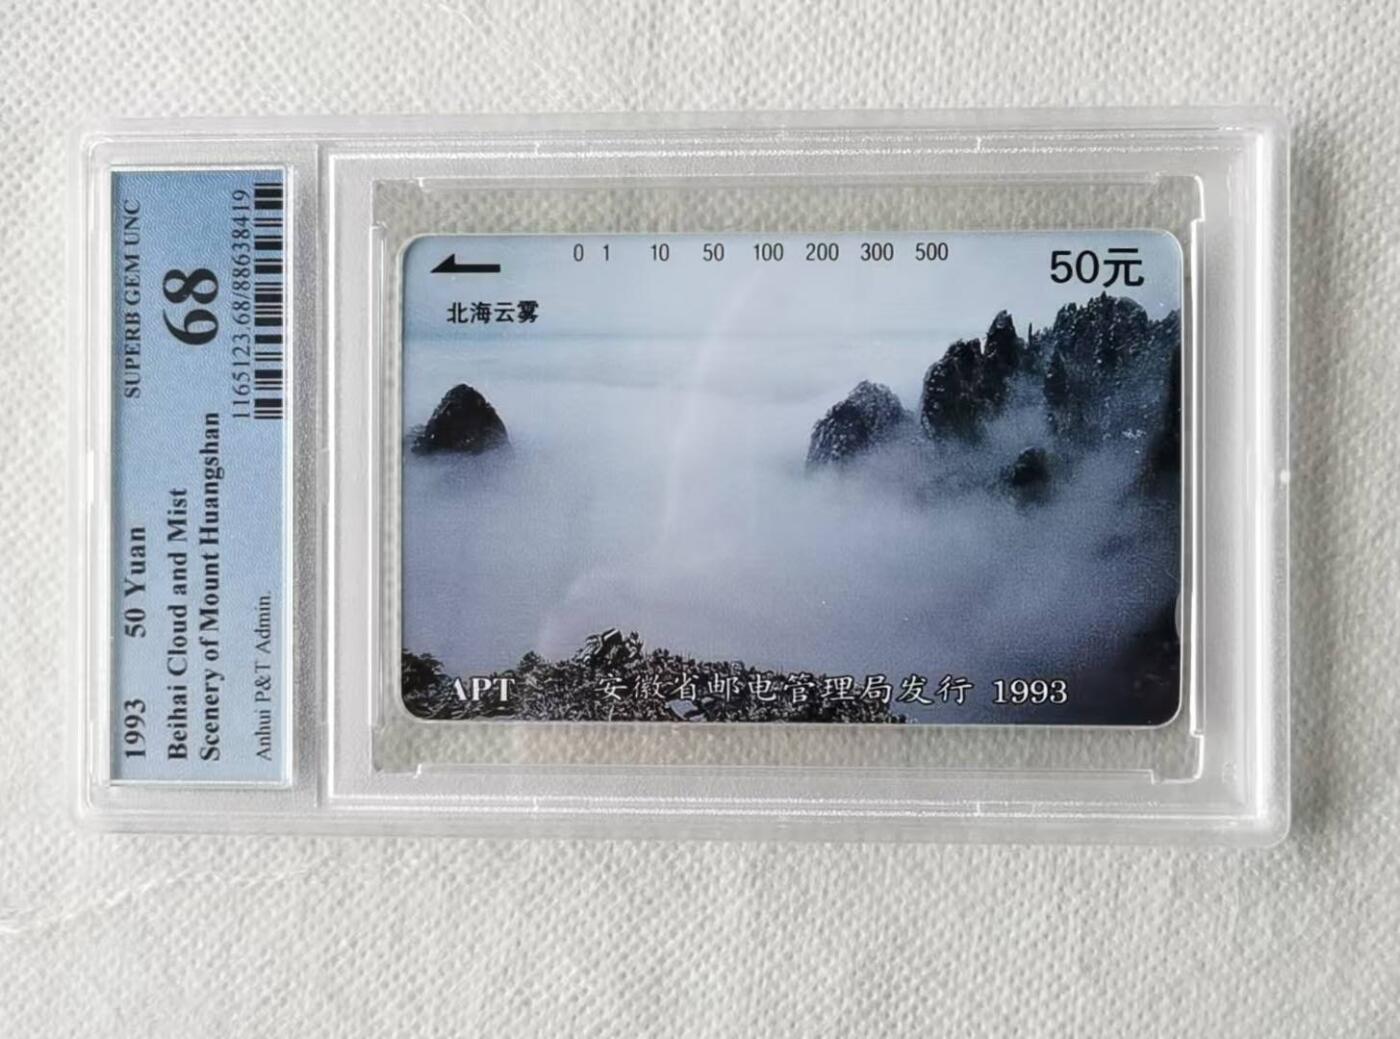 1993 50 Yuan SUPERB GEM UNC
Beihai Cloud and Mist 68
Scenery of Mount Huangshan
Anhui P&T Admin. 1165123.68/88638419
0 1 10 50 100 200 300 500
50元
北海云雾
APT 安徽省邮电管理局发行 1993